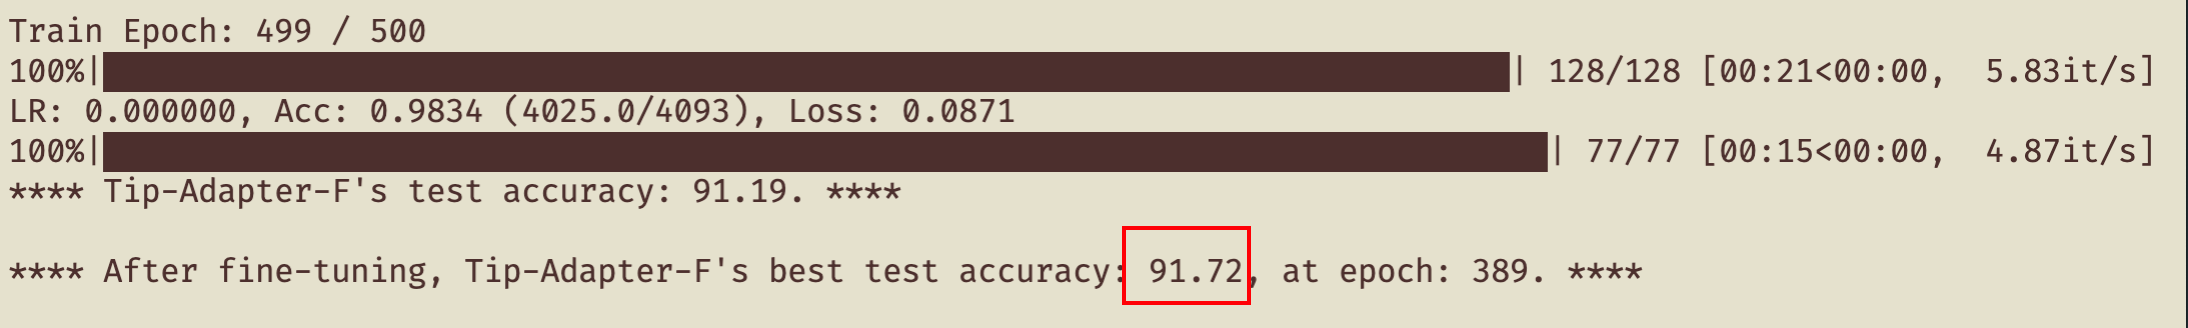 Train Epoch: 499 / 500
100%|| 128/128 [00:21<00:00,  5.83it/s]
LR: 0.000000, Acc: 0.9834 (4025.0/4093), Loss: 0.0871
100%|| 77/77 [00:15<00:00,  4.87it/s]
**** Tip-Adapter-F's test accuracy: 91.19. ****
**** After fine-tuning, Tip-Adapter-F's best test accuracy: 91.72, at epoch: 389. ****